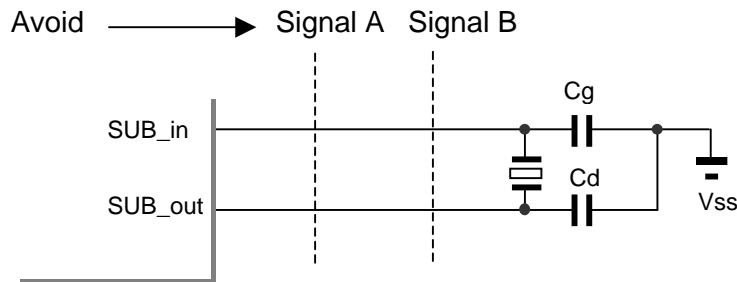 Avoid Signal A Signal B
Cg
SUB_in
Cd
SUB_out
Vss